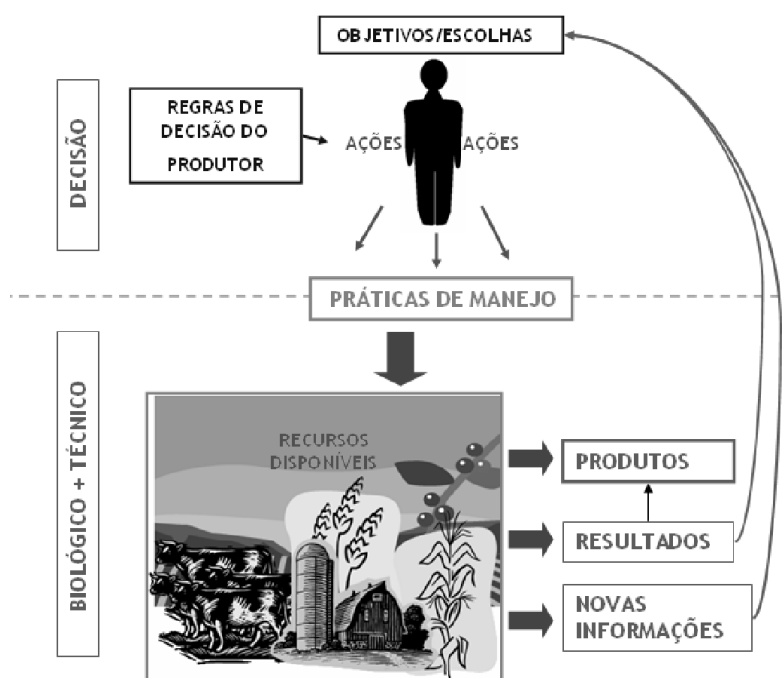 OBJETIVOS/ESCOLHAS
DECISÃO
REGRAS DE
DECISÃO DO
PRODUTOR
AÇÕES
AÇÕES
PRÁTICAS DE MANEJO
BIOLÓGICO + TÉCNICO
RECURSOS
DISPONÍVEIS
PRODUTOS
RESULTADOS
NOVAS
INFORMAÇÕES